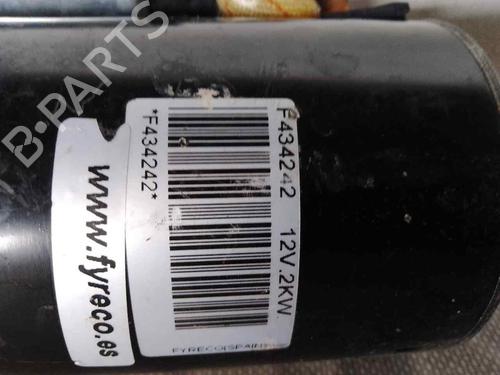 B-PARTS
F434242 12V.2KW.
*F434242*
FYRECO(SPAIN)
www.fyreco.es